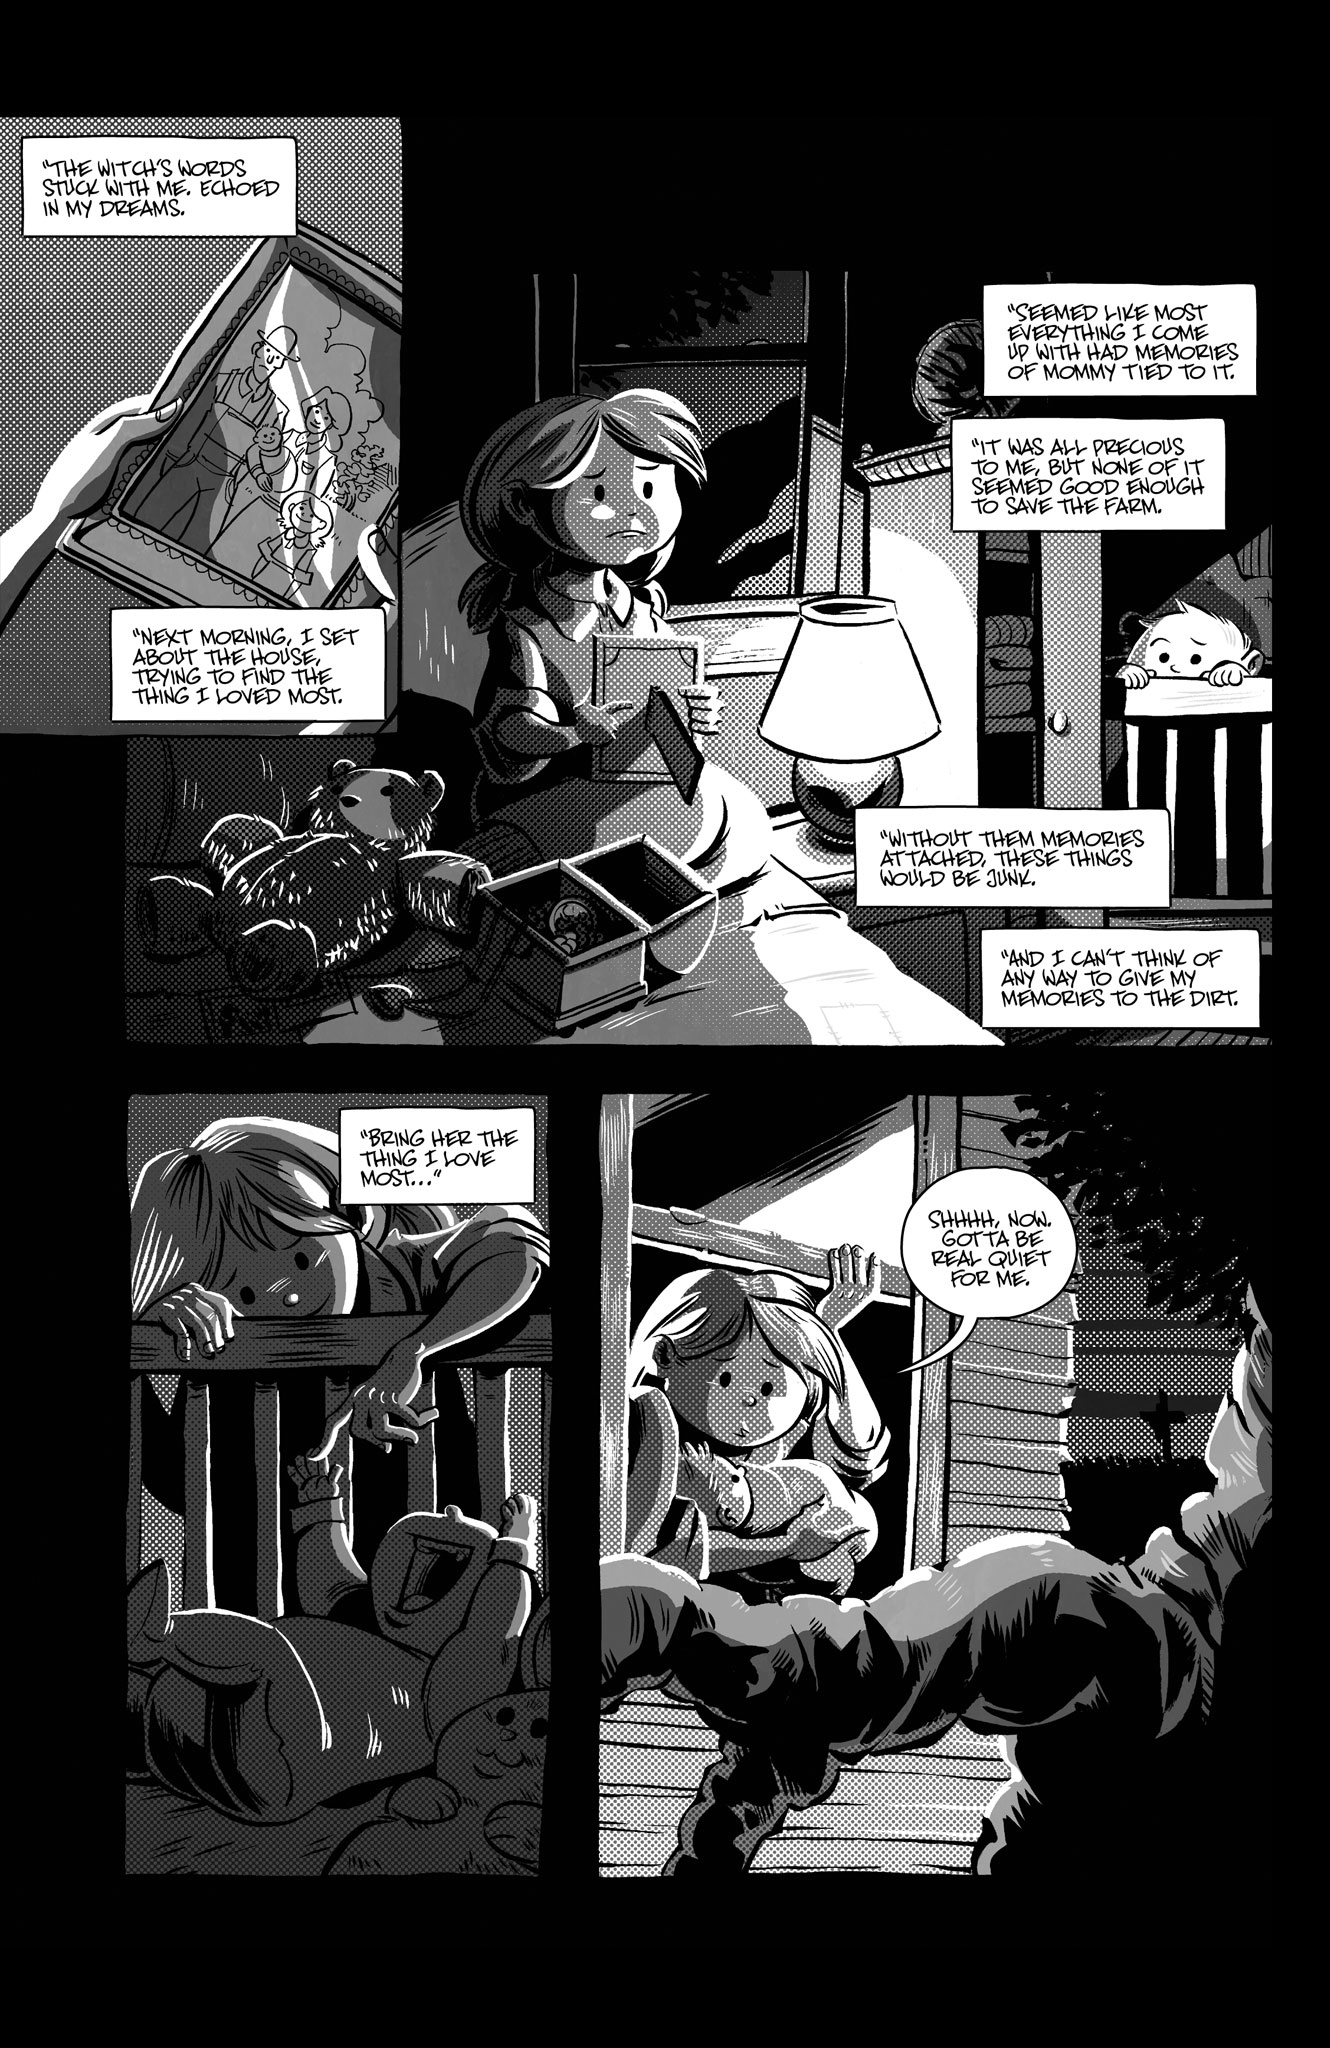 "THE WITCH'S WORDS
STUCK WITH ME. ECHOED
IN MY DREAMS.
"NEXT MORNING, I SET
ABOUT THE HOUSE,
TRYING TO FIND THE
THING I LOVED MOST.
"SEEMED LIKE MOST
EVERYTHING I COME
UP WITH HAD MEMORIES
OF MOMMY TIED TO IT.
"IT WAS ALL PRECIOUS
TO ME, BUT NONE OF IT
SEEMED GOOD ENOUGH
TO SAVE THE FARM.
"WITHOUT THEM MEMORIES
ATTACHED, THESE THINGS
WOULD BE JUNK.
"AND I CAN'T THINK OF
ANY WAY TO GIVE MY
MEMORIES TO THE DIRT.
"BRING HER THE
THING I LOVE
MOST..."
SHHHH, NOW.
GOTTA BE
REAL QUIET
FOR ME.